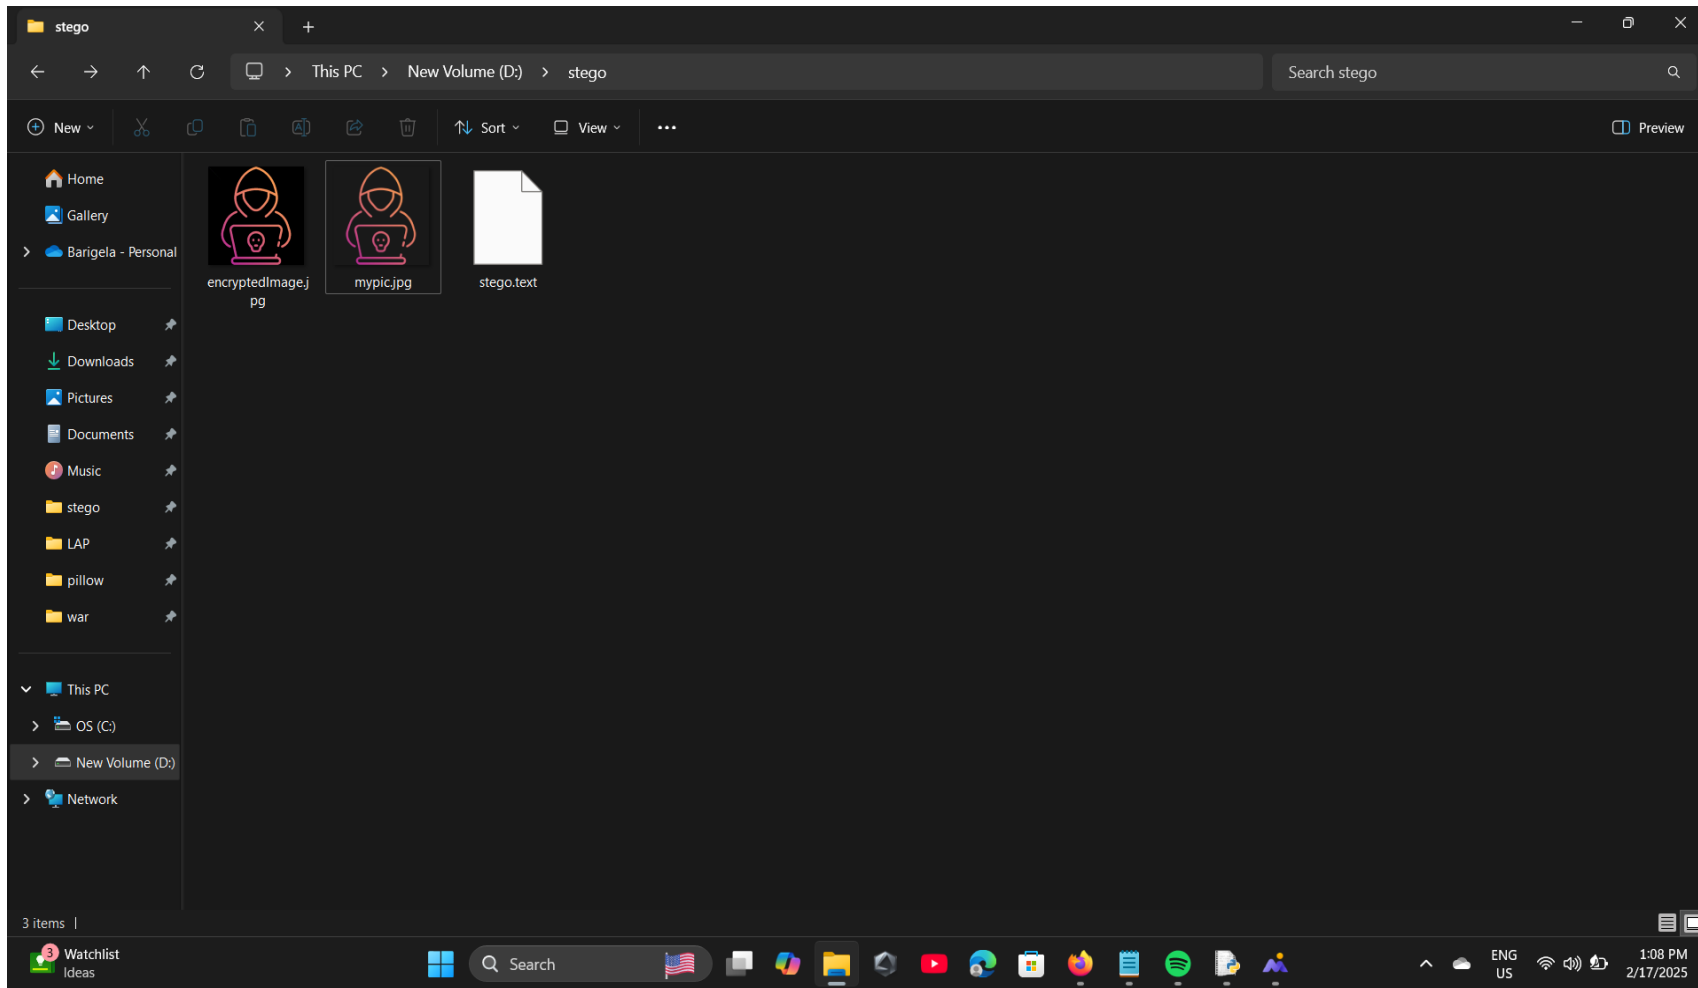 stego
This PC
New Volume (D:)
stego
Search stego
New
Sort
View
Preview
Home
Gallery
Barigela - Personal
Desktop
Downloads
Pictures
Documents
Music
stego
LAP
pillow
war
This PC
OS (C:)
New Volume (D:)
Network
encryptedImage.j
pg
mypic.jpg
stego.text
3 items
3
Watchlist
Ideas
Search
ENG
US
1:08 PM
2/17/2025